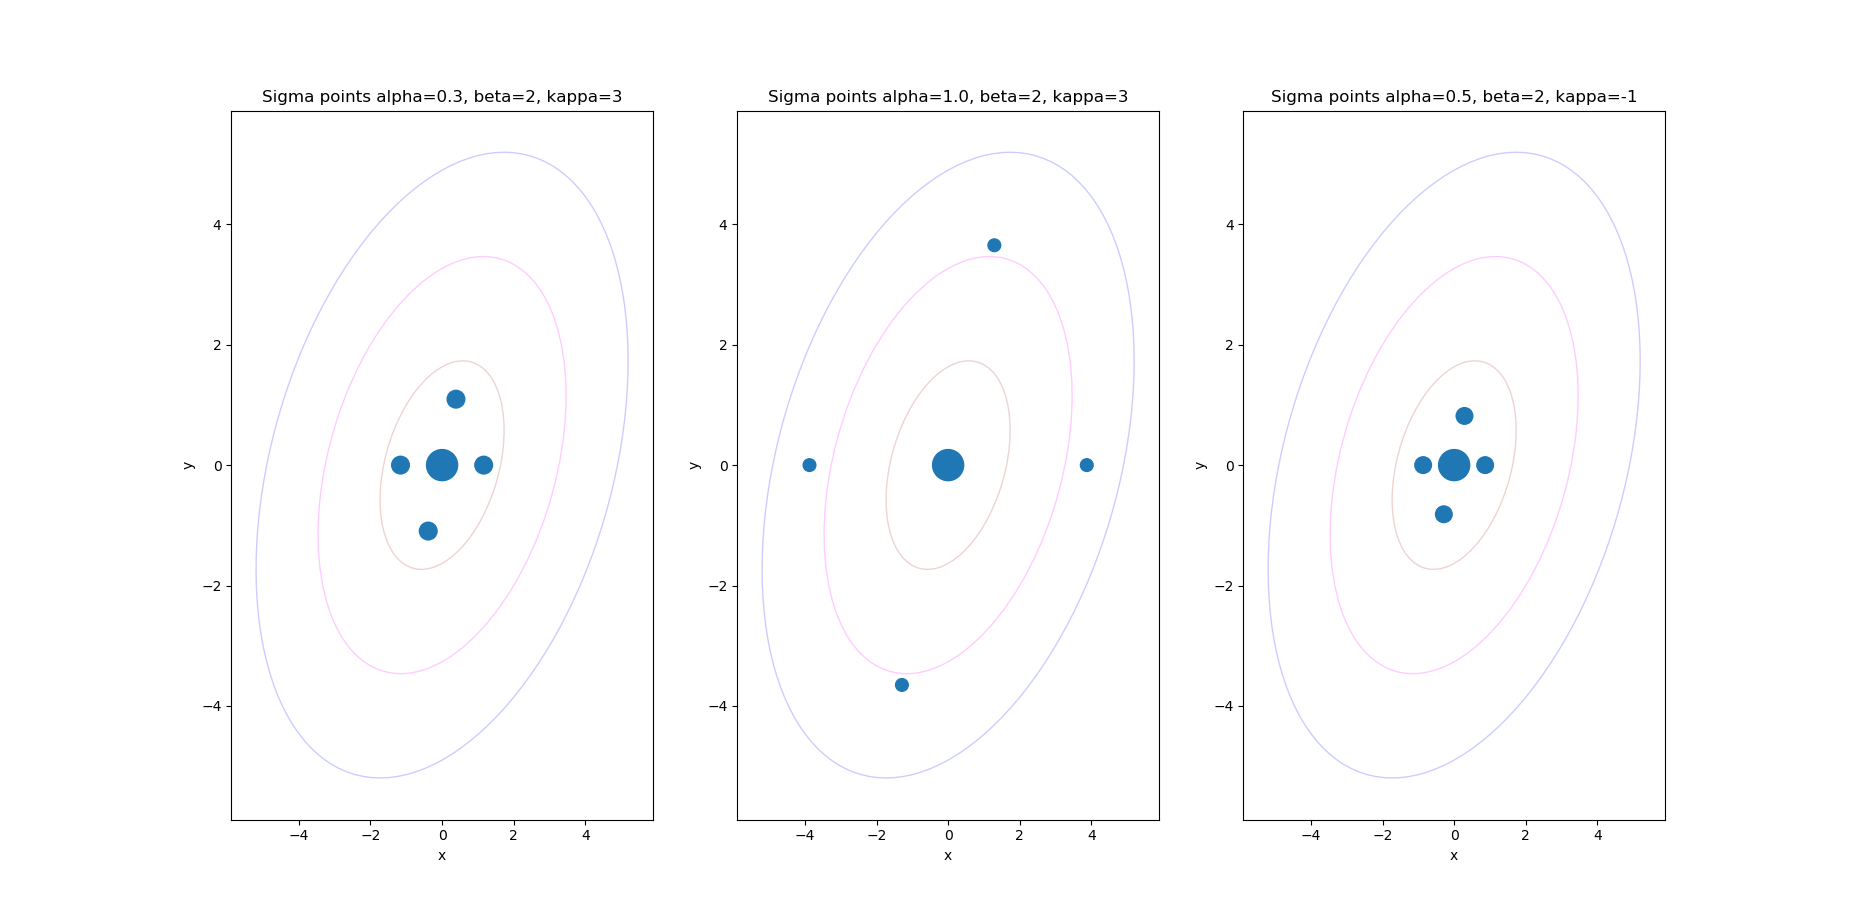 Sigma points alpha=0.3, beta=2, kappa=3
y
4
2
0
−2
−4
−4 −2 0 2 4
x
Sigma points alpha=1.0, beta=2, kappa=3
y
4
2
0
−2
−4
−4 −2 0 2 4
x
Sigma points alpha=0.5, beta=2, kappa=-1
y
4
2
0
−2
−4
−4 −2 0 2 4
x